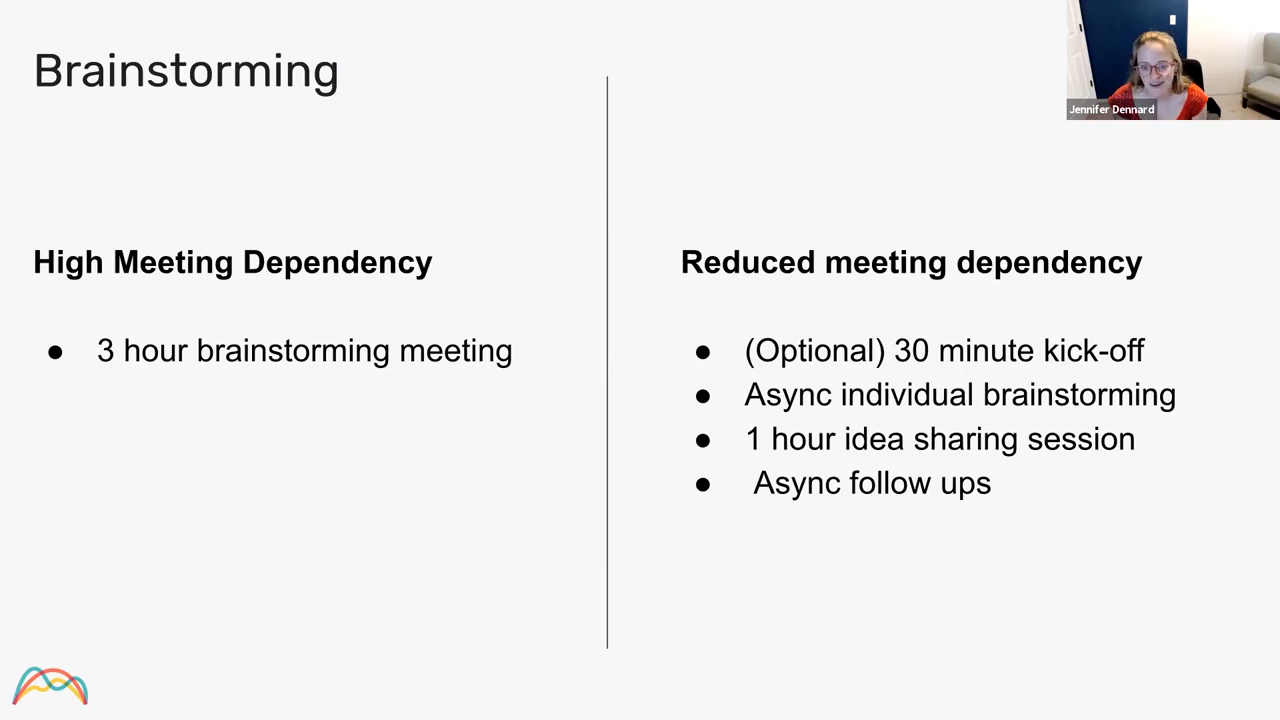 Brainstorming
Jennifer Dennard
High Meeting Dependency
● 3 hour brainstorming meeting
Reduced meeting dependency
● (Optional) 30 minute kick-off
● Async individual brainstorming
● 1 hour idea sharing session
● Async follow ups